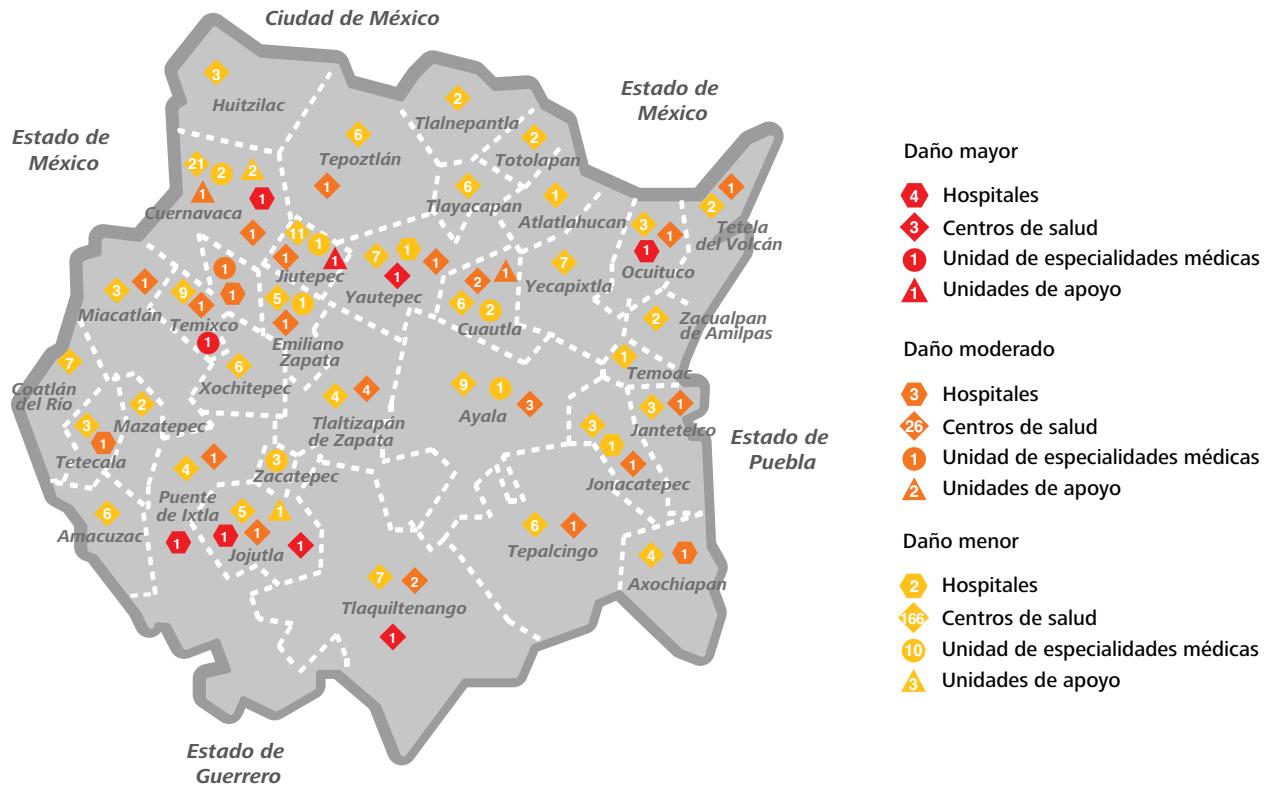 Ciudad de México
3
Huitzilac
Estado de
México
2
Tlalnepantla
Estado de
México
6
Tepoztlán
1
2
Totolapan
6
Tlayacapan
1
Atlatlahucan
21
2
2
1
1
Cuernavaca
1
3
1
1
Ocuituco
1
2
Tetela
del Volcán
11
1
1
1
Jiutepec
7
1
1
1
Yautepec
2
1
6
2
Cuautla
7
Yecapixtla
3
1
Miacatlán
9
1
1
1
Temixco
1
5
1
1
Emiliano
Zapata
2
Zacualpan
de Amilpas
1
Temoac
7
Coatlán
del Río
6
Xochitepec
2
Mazatepec
3
1
Tetecala
4
4
Tlaltizapán
de Zapata
9
1
3
Ayala
3
1
Jantetelco
Estado de
Puebla
3
1
1
Jonacatepec
4
1
Puente
de Ixtla
1
3
Zacatepec
6
Amacuzac
5
1
1
1
1
Jojutla
6
1
Tepalcingo
4
1
Axochiapan
7
2
Tlaquiltenango
1
Estado de
Guerrero
Daño mayor
4 Hospitales
3 Centros de salud
1 Unidad de especialidades médicas
1 Unidades de apoyo
Daño moderado
3 Hospitales
26 Centros de salud
1 Unidad de especialidades médicas
2 Unidades de apoyo
Daño menor
2 Hospitales
166 Centros de salud
10 Unidad de especialidades médicas
3 Unidades de apoyo